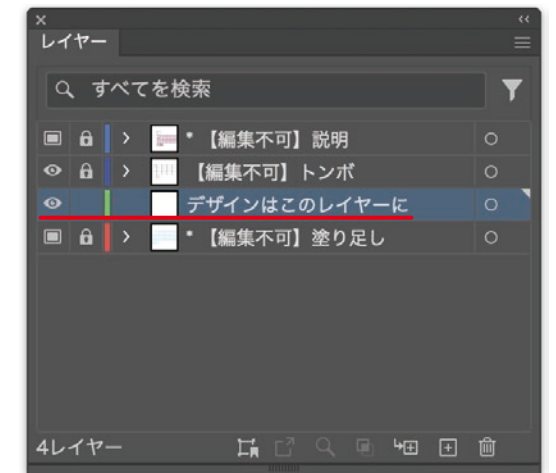 レイヤー
すべてを検索
* 【編集不可】説明
【編集不可】トンボ
デザインはこのレイヤーに
* 【編集不可】塗り足し
4レイヤー